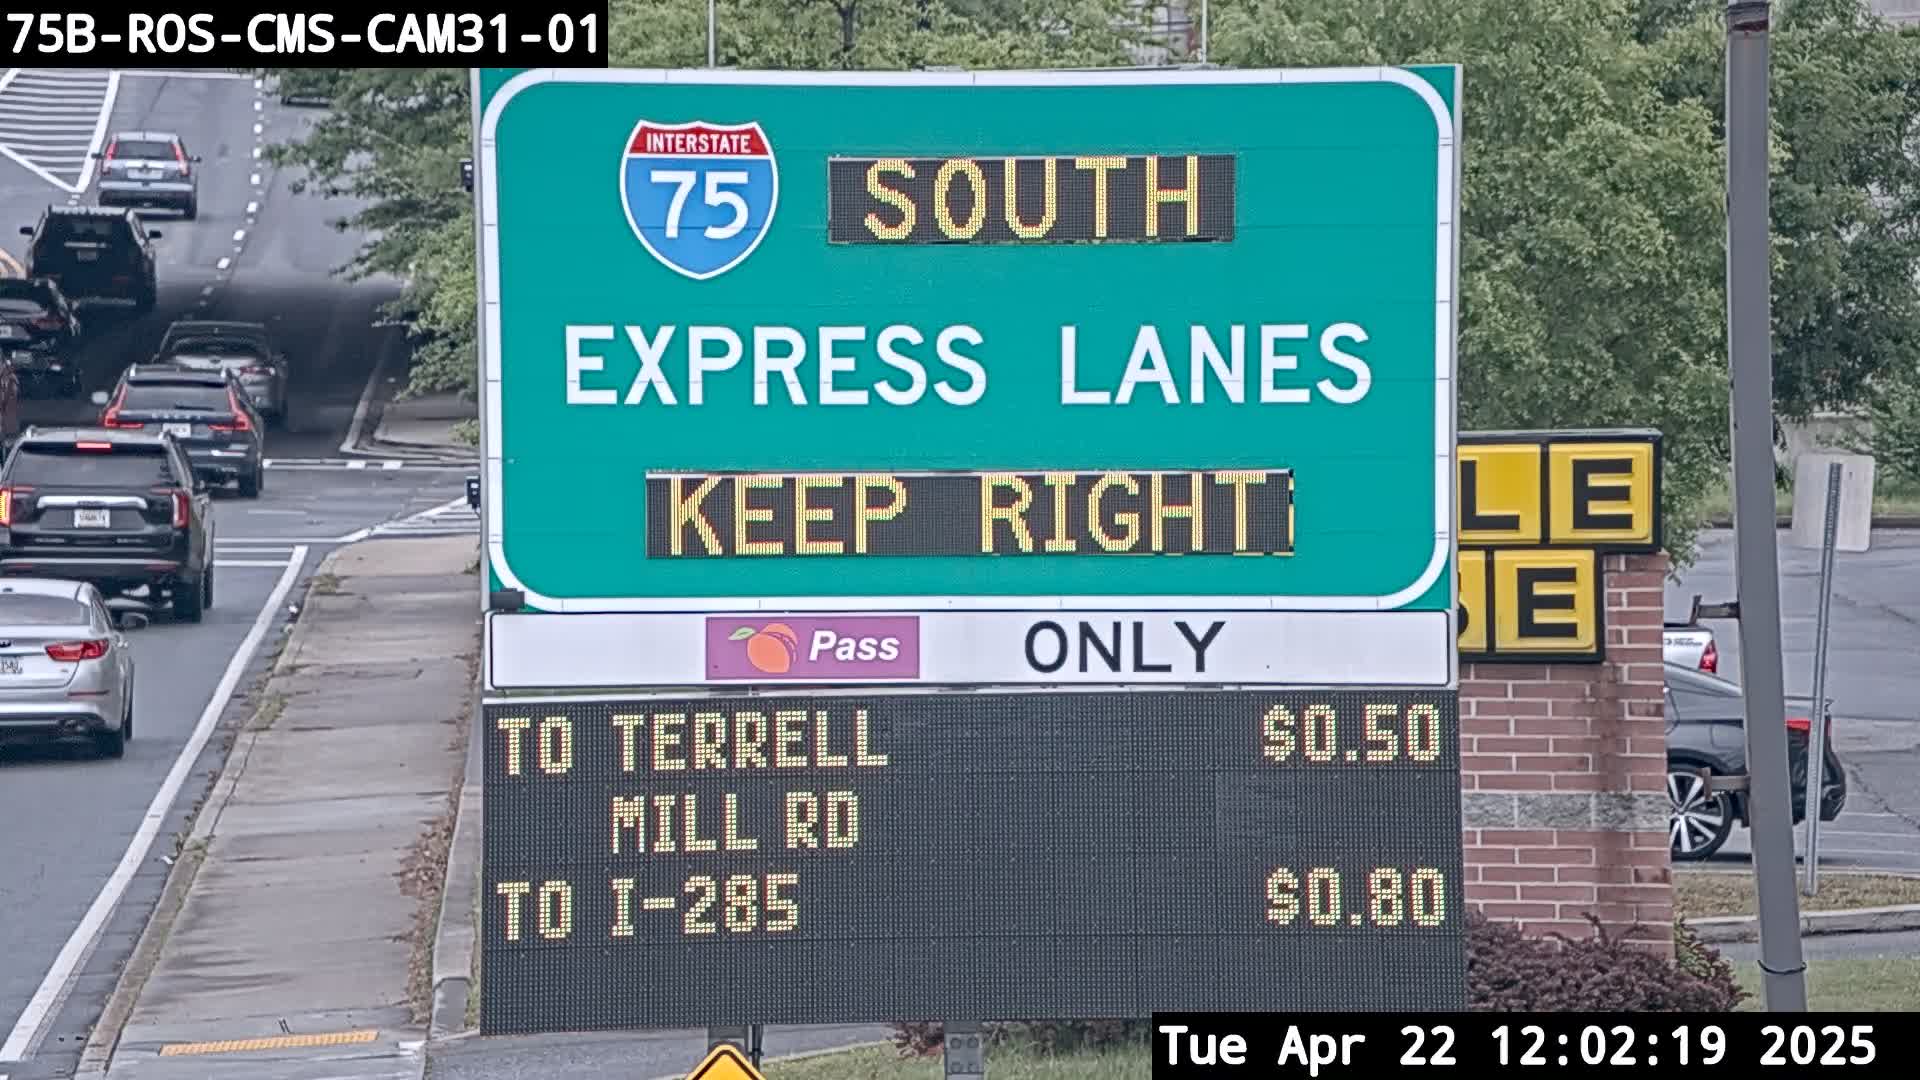 75B-ROS-CMS-CAM31-01
INTERSTATE
75
SOUTH
EXPRESS LANES
KEEP RIGHT
LE
E
Pass ONLY
TO TERRELL $0.50
MILL RD
TO I-285 $0.80
Tue Apr 22 12:02:19 2025